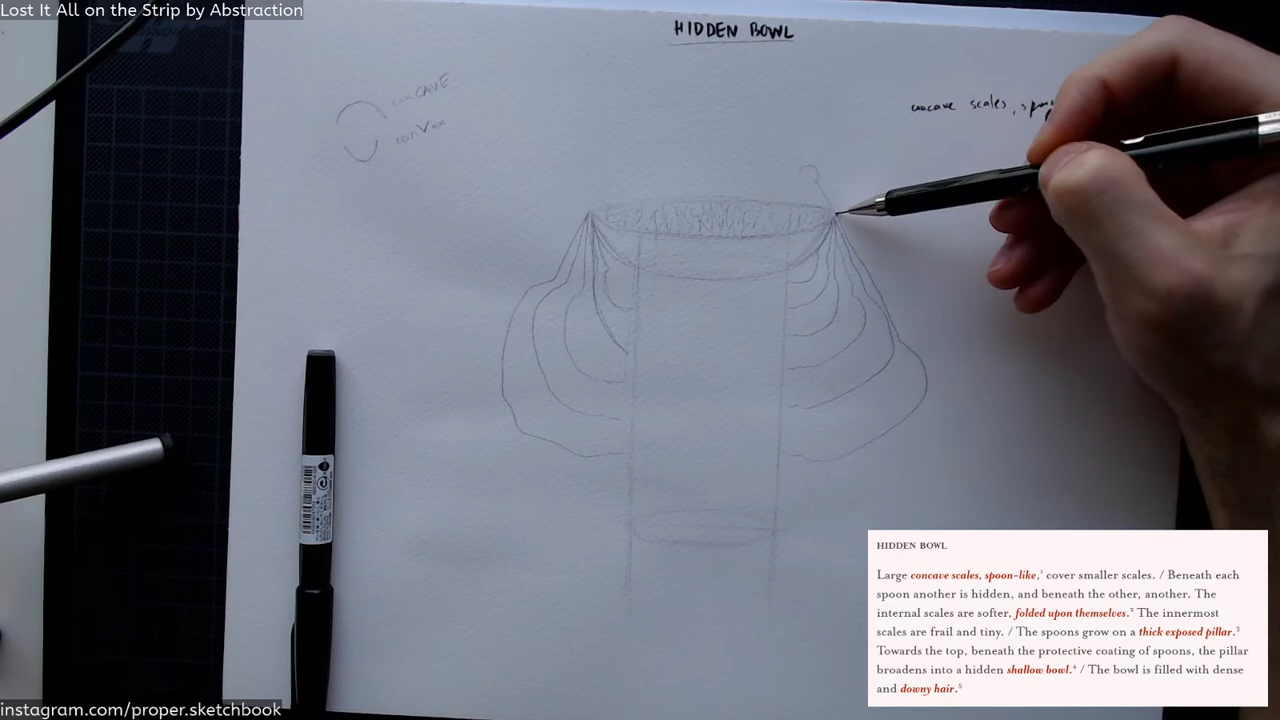 Lost It All on the Strip by Abstraction
HIDDEN BOWL
conCAVE
conVex
concave scales,
HIDDEN BOWL
Large concave scales, spoon-like,¹ cover smaller scales. / Beneath each
spoon another is hidden, and beneath the other, another. The
internal scales are softer, folded upon themselves.² The innermost
scales are frail and tiny. / The spoons grow on a thick exposed pillar.³
Towards the top, beneath the protective coating of spoons, the pillar
broadens into a hidden shallow bowl.⁴ / The bowl is filled with dense
and downy hair.⁵
instagram.com/proper.sketchbook